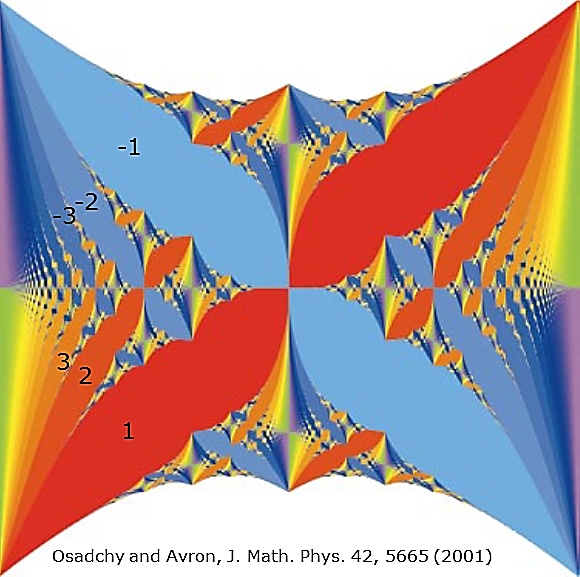 -1
-3 -2
3 2
1
Osadchy and Avron, J. Math. Phys. 42, 5665 (2001)